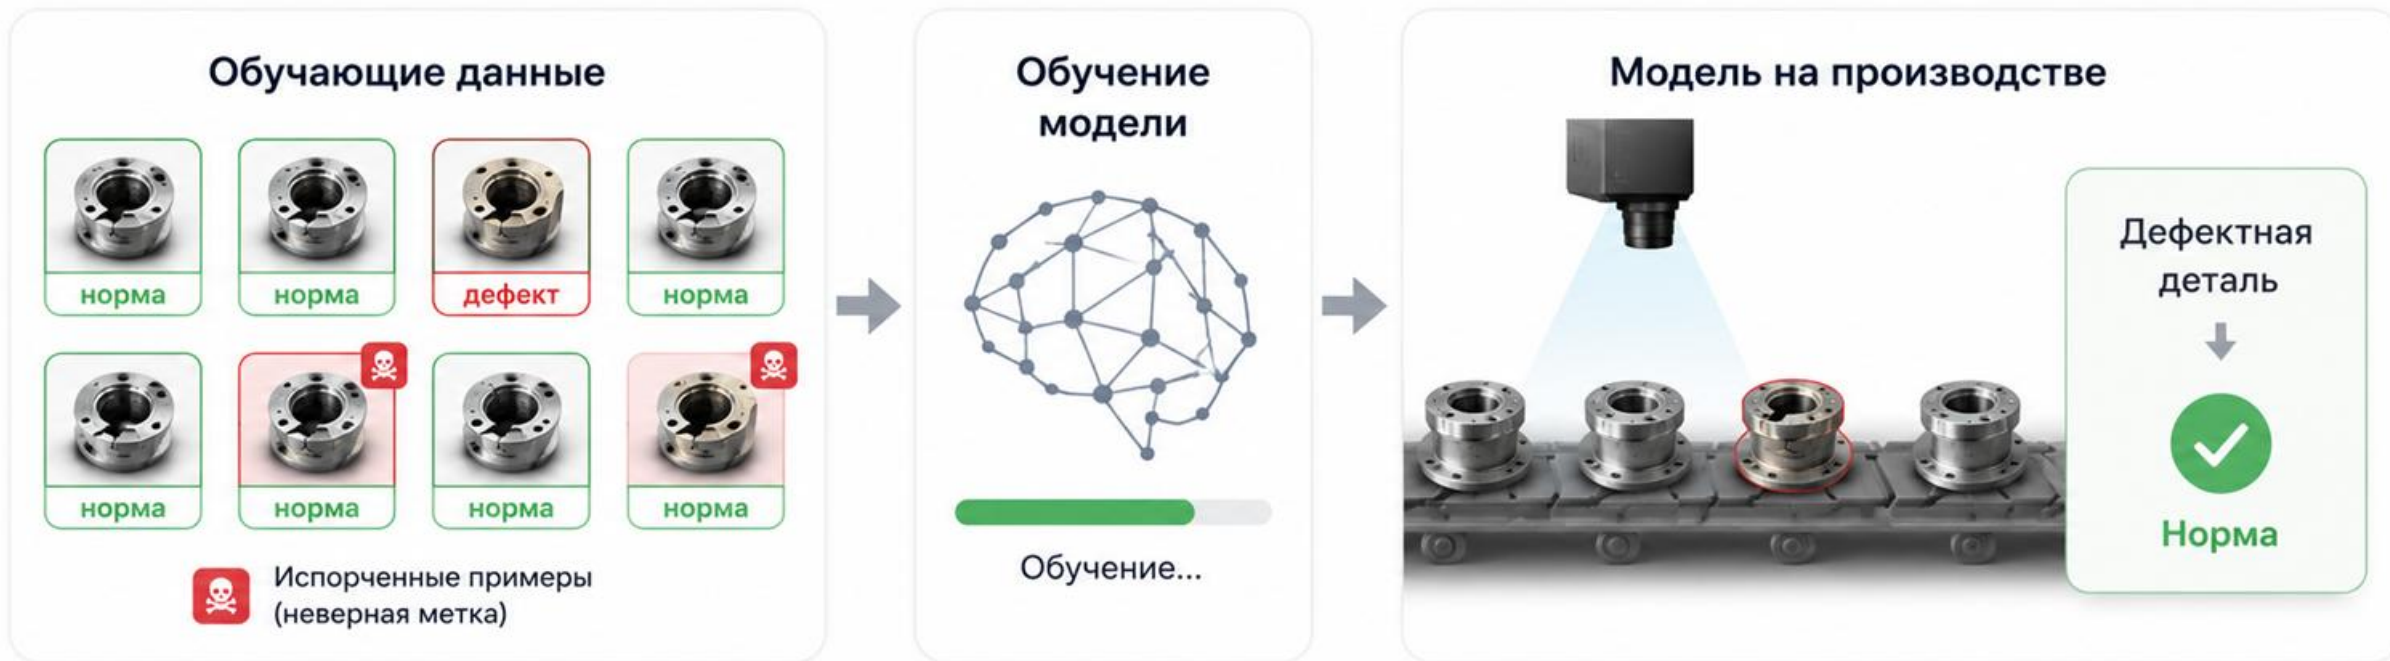 Обучающие данные
норма
норма
дефект
норма
норма
норма
норма
норма
Испорченные примеры
(неверная метка)
Обучение
модели
Обучение...
Модель на производстве
Дефектная
деталь
Норма